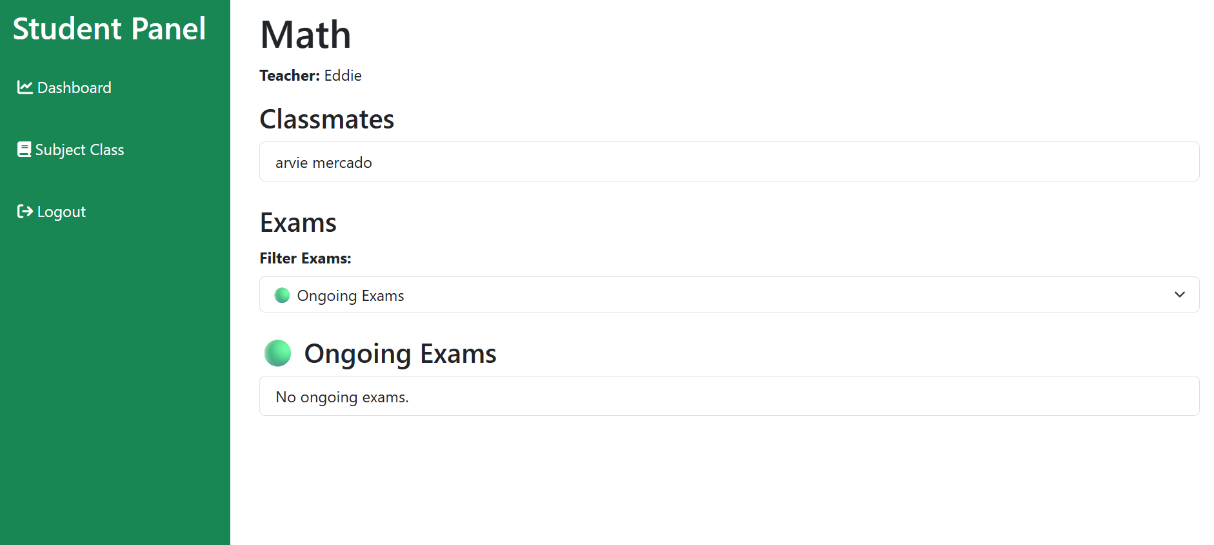 Student Panel
Dashboard
Subject Class
Logout
Math
Teacher: Eddie
Classmates
arvie mercado
Exams
Filter Exams:
Ongoing Exams
Ongoing Exams
No ongoing exams.